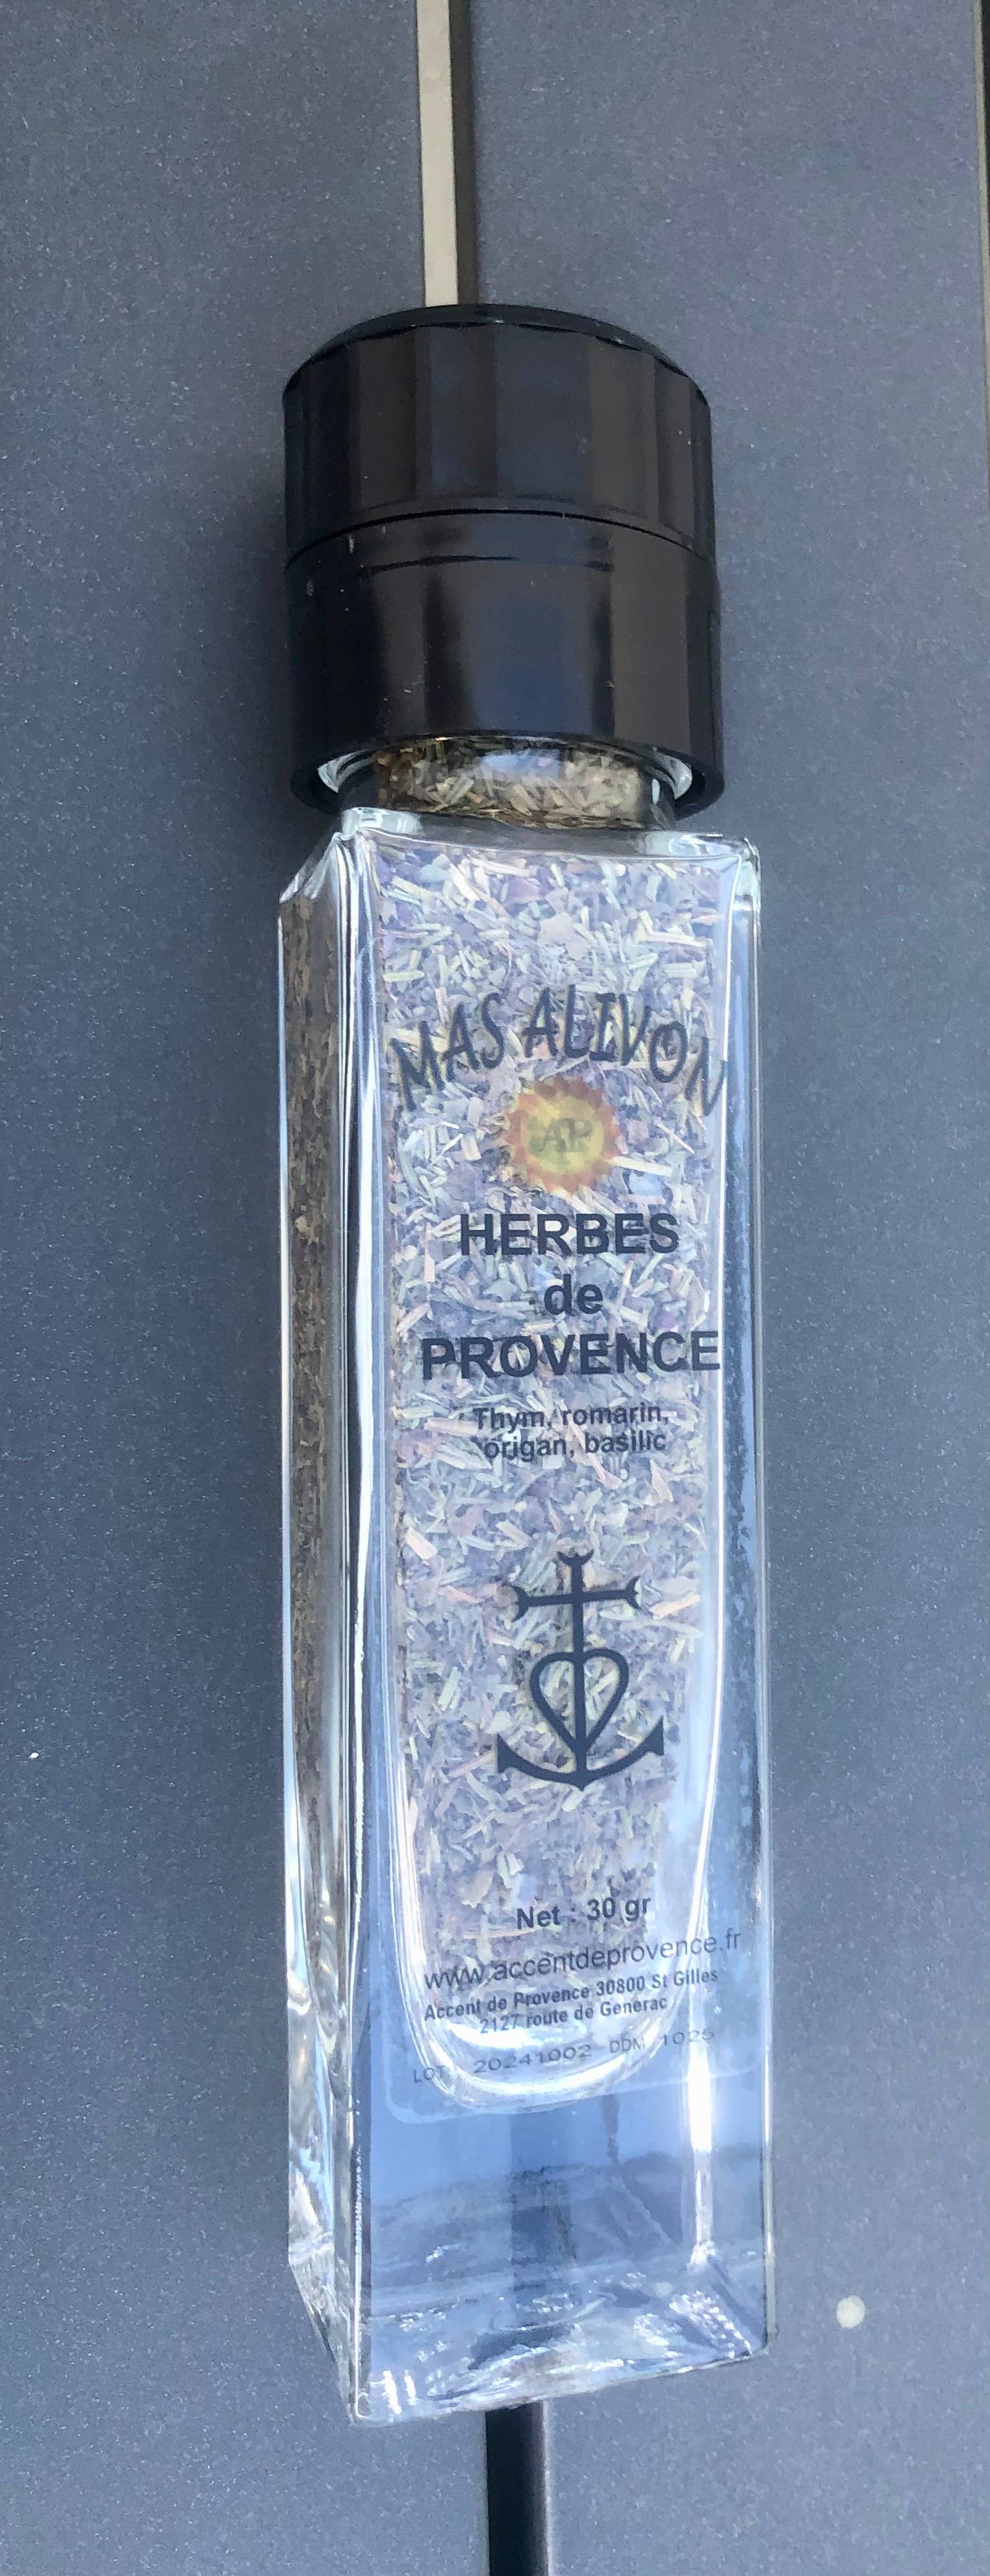 MAS ALIVON
AP
HERBES
de
PROVENCE
Thym, romarin,
origan, basilic
Net : 30 gr
www.accentdeprovence.fr
Accent de Provence 30800 St Gilles
2127 route de Generac
LOT 20241002 DDM 1025